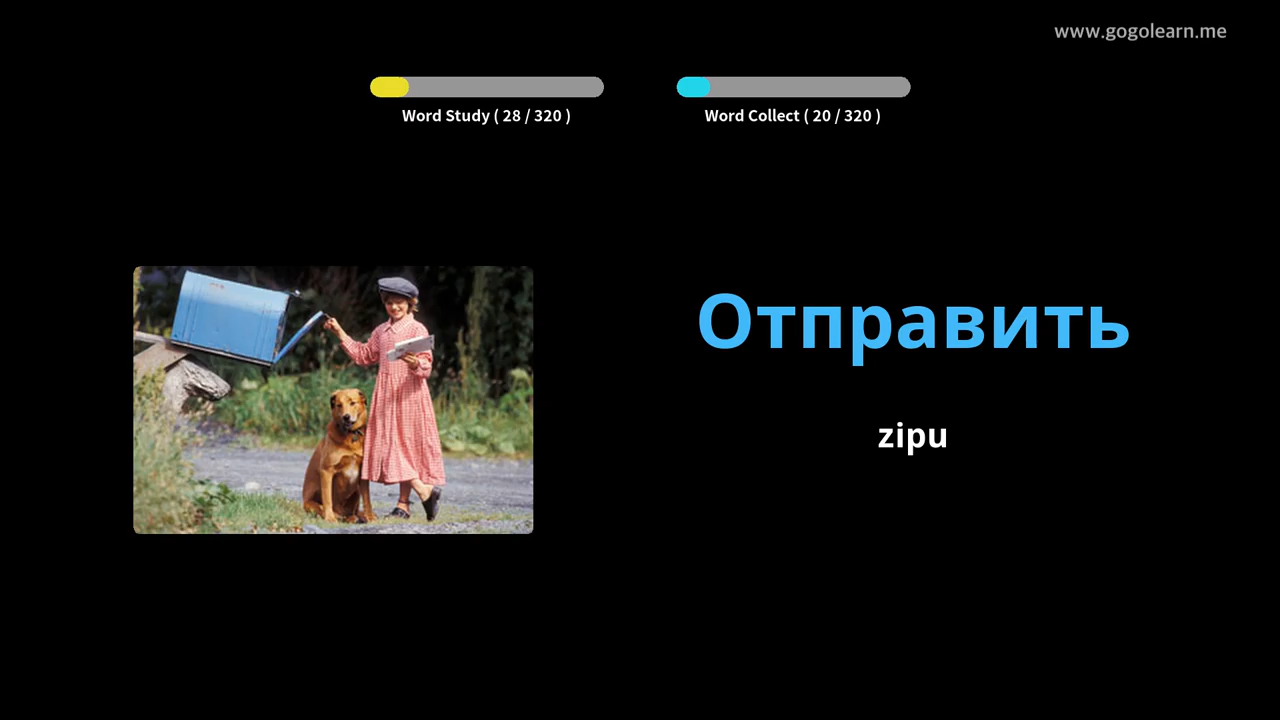 www.gogolearn.me
Word Study ( 28 / 320 )
Word Collect ( 20 / 320 )
Отправить
zipu